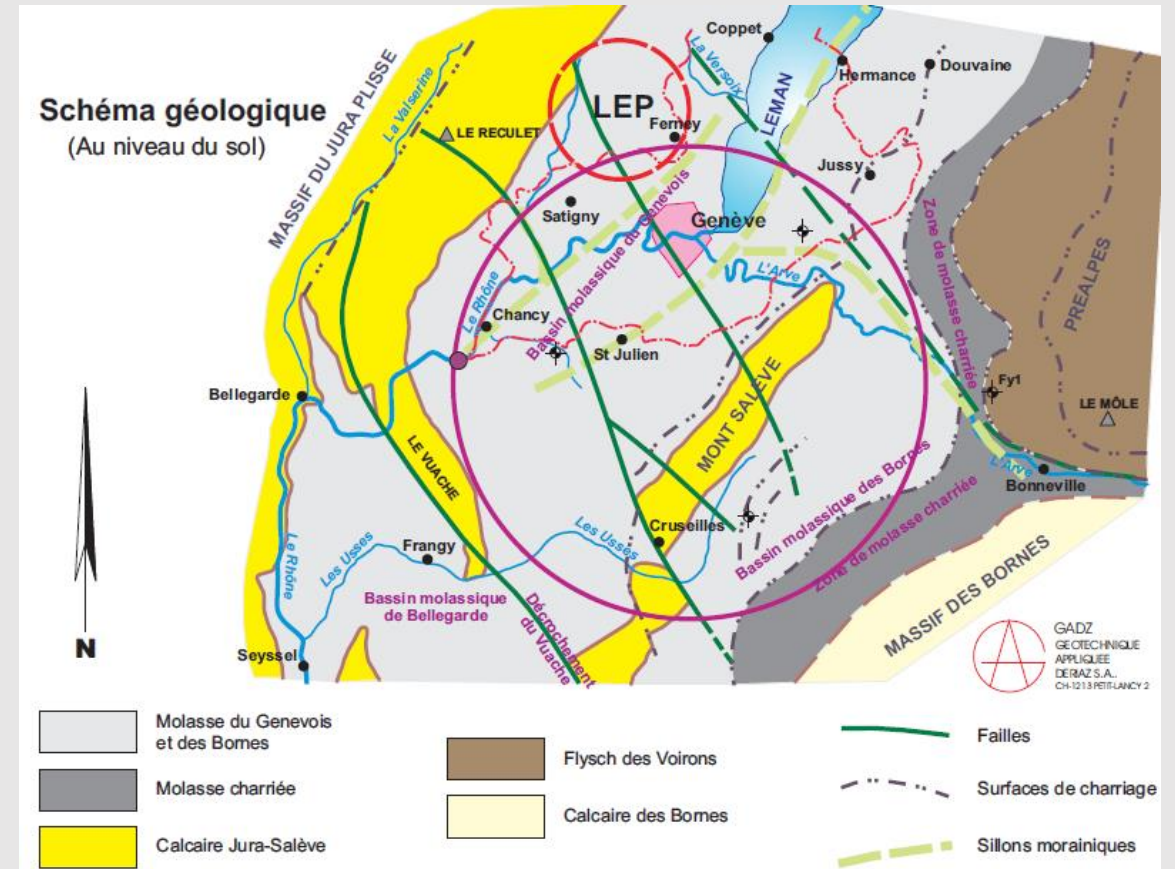 Schéma géologique
(Au niveau du sol)
MASSIF DU JURA PLISSE
La Valserine
LE RECULET
LEP
Ferney
La Versoix
Coppet
LEMAN
Hermance
Douvaine
Jussy
Satigny
Genève
Bassin molassique du Genevois
L'Arve
Le Rhône
Chancy
St Julien
Zone de molasse charriée
PREALPES
Fy1
LE MÔLE
Bellegarde
LE VUACHE
MONT SALÈVE
L'Arve
Bonneville
Bassin molassique des Bornes
Zone de molasse charriée
Cruseilles
Les Usses
Frangy
Les Usses
Le Rhône
Bassin molassique
de Bellegarde
Décrochement
du Vuache
Seyssel
MASSIF DES BORNES
N
GADZ
GEOTECHNIQUE
APPLIQUEE
DERIAZ S.A..
CH-1213 PETIT-LANCY 2
Molasse du Genevois
et des Bornes
Molasse charriée
Calcaire Jura-Salève
Flysch des Voirons
Calcaire des Bornes
Failles
Surfaces de charriage
Sillons morainiques